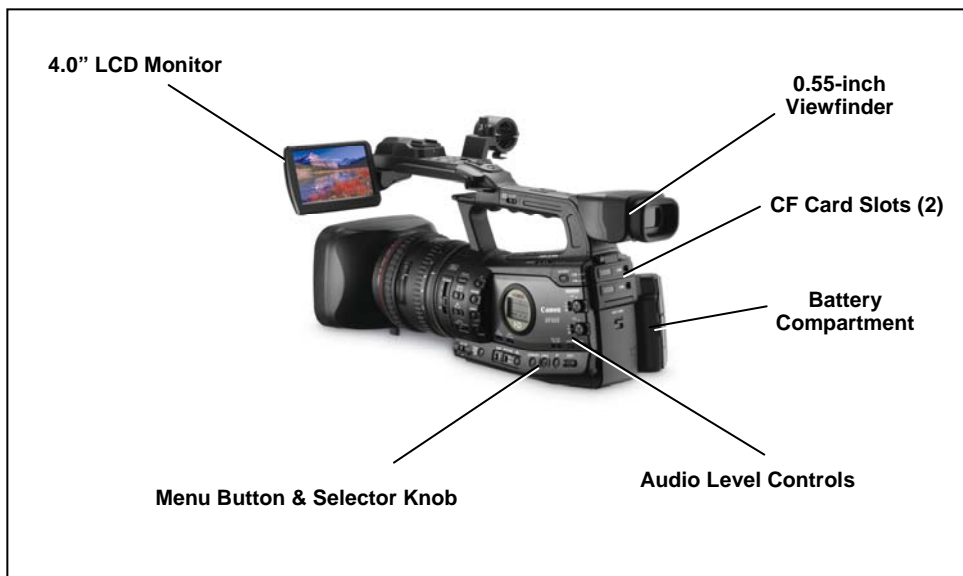 4.0” LCD Monitor
0.55-inch
Viewfinder
CF Card Slots (2)
Canon
Battery
Compartment
Audio Level Controls
Menu Button & Selector Knob